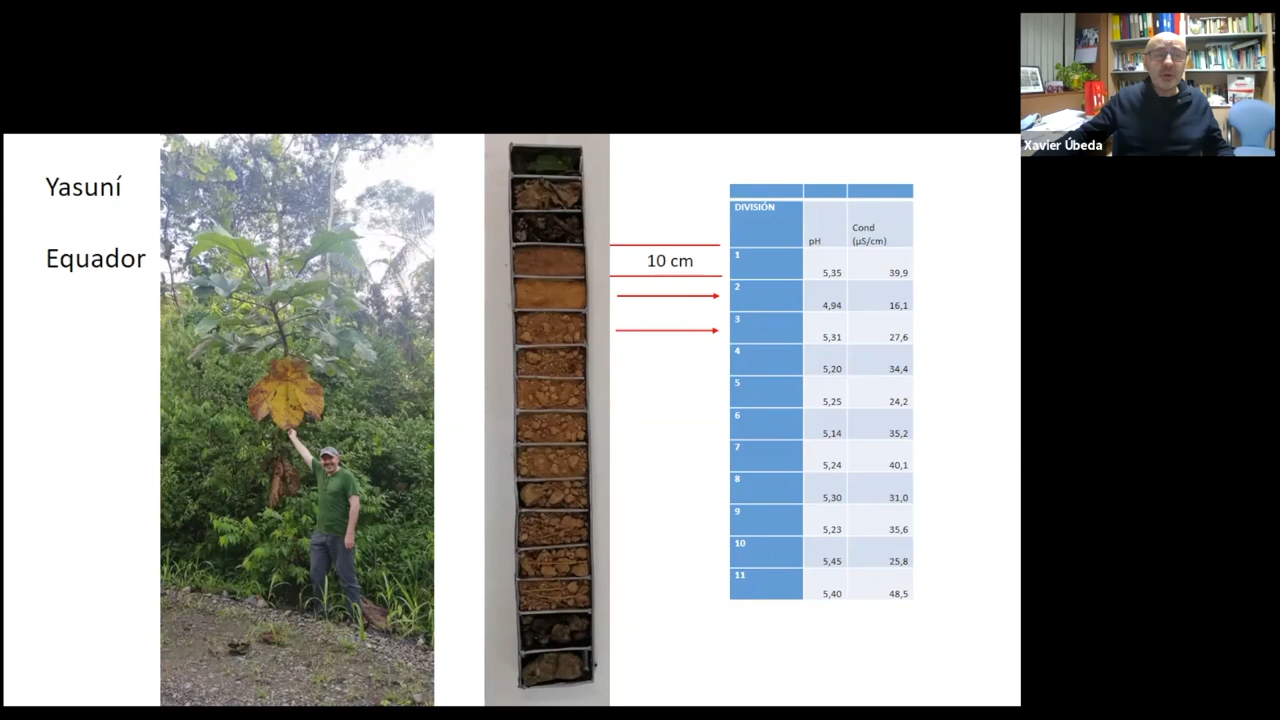 Yasuní
Equador
10 cm
DIVISIÓN
pH
Cond
(µS/cm)
1 5,35 39,9
2 4,94 16,1
3 5,31 27,6
4 5,20 34,4
5 5,25 24,2
6 5,14 35,2
7 5,24 40,1
8 5,30 31,0
9 5,23 35,6
10 5,45 25,8
11 5,40 48,5
Xavier Úbeda